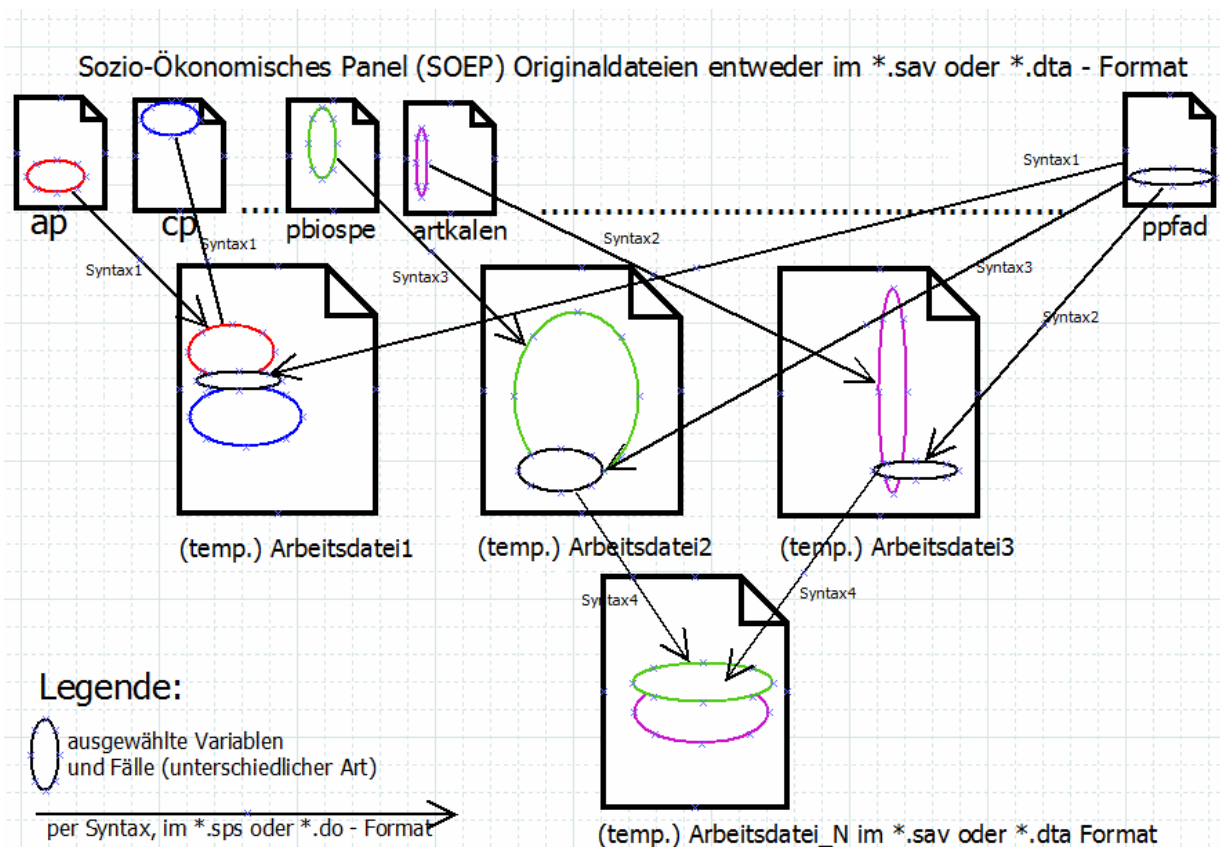 Sozio-Ökonomisches Panel (SOEP) Originaldateien entweder im *.sav oder *.dta - Format
ap
cp
pbiospe
artkalen
ppfad
Syntax1
Syntax1
Syntax3
Syntax2
Syntax1
Syntax3
Syntax2
(temp.) Arbeitsdatei1
(temp.) Arbeitsdatei2
(temp.) Arbeitsdatei3
Syntax4
Syntax4
Legende:
ausgewählte Variablen
und Fälle (unterschiedlicher Art)
per Syntax, im *.sps oder *.do - Format
(temp.) Arbeitsdatei_N im *.sav oder *.dta Format